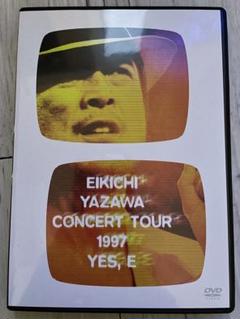 EIKICHI
YAZAWA
CONCERT TOUR
1997
YES, E
DVD